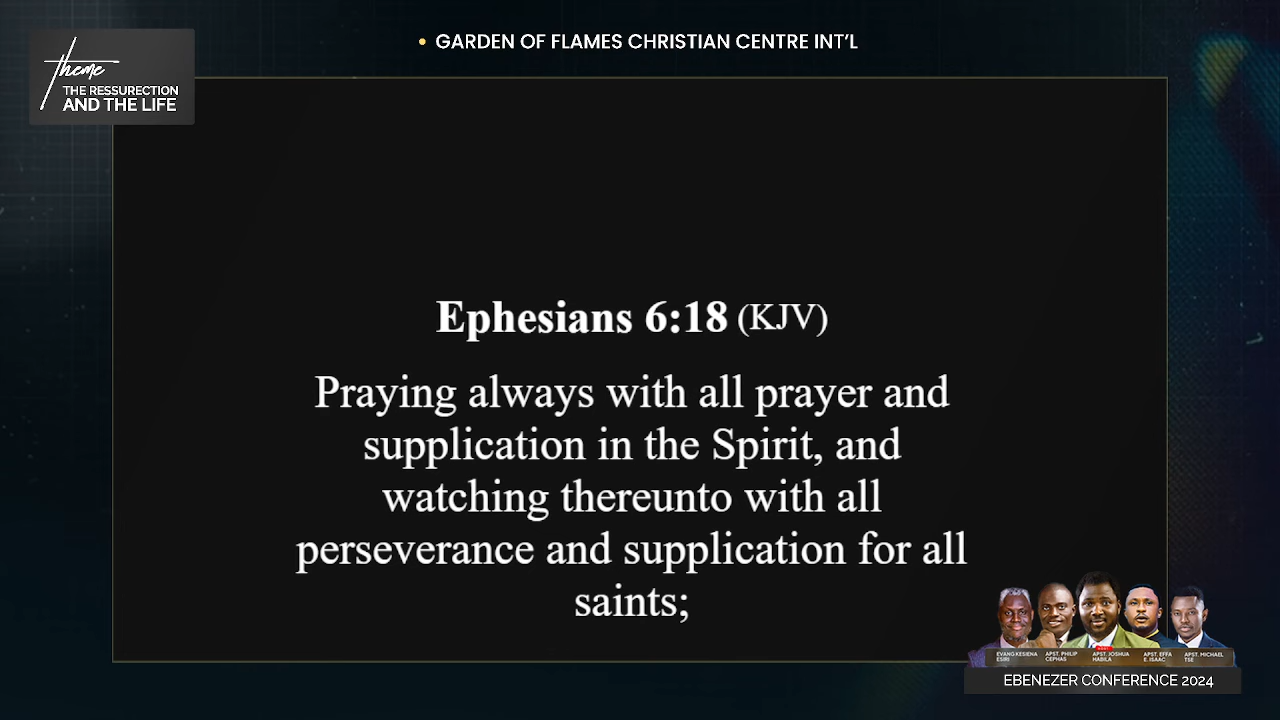 • GARDEN OF FLAMES CHRISTIAN CENTRE INT'L
theme
THE RESSURECTION
AND THE LIFE
Ephesians 6:18 (KJV)
Praying always with all prayer and
supplication in the Spirit, and
watching thereunto with all
perseverance and supplication for all
saints;
HOST
EVANG KESIENA
ESIRI
APST. PHILIP
CEPHAS
APST. JOSHUA
HABILA
APST. EFFA
E. ISAAC
APST. MICHAEL
TSE
EBENEZER CONFERENCE 2024